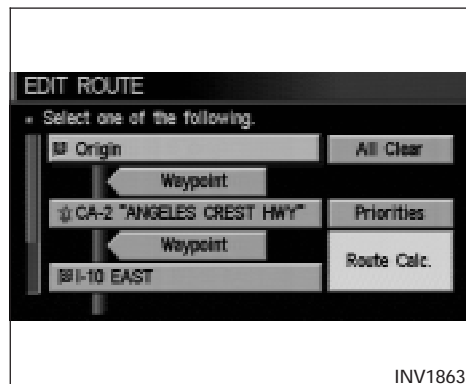 EDIT ROUTE
Select one of the following.
Origin
All Clear
Waypoint
CA-2 "ANGELES CREST HWY"
Priorities
Waypoint
Route Calc.
I-10 EAST
INV1863